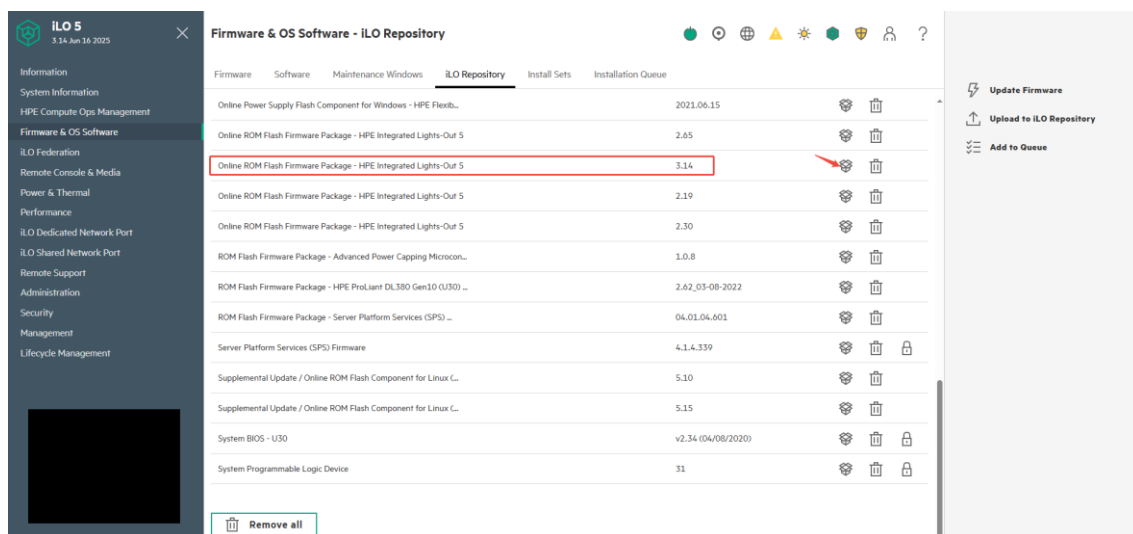 iLO 5
3.14 Jun 16 2025
Firmware & OS Software - iLO Repository
?
Information
System Information
HPE Compute Ops Management
Firmware & OS Software
iLO Federation
Remote Console & Media
Power & Thermal
Performance
iLO Dedicated Network Port
iLO Shared Network Port
Remote Support
Administration
Security
Management
Lifecycle Management
Firmware Software Maintenance Windows iLO Repository Install Sets Installation Queue
Online Power Supply Flash Component for Windows - HPE Flexib... 2021.06.15
Online ROM Flash Firmware Package - HPE Integrated Lights-Out 5 2.65
Online ROM Flash Firmware Package - HPE Integrated Lights-Out 5 3.14
Online ROM Flash Firmware Package - HPE Integrated Lights-Out 5 2.19
Online ROM Flash Firmware Package - HPE Integrated Lights-Out 5 2.30
ROM Flash Firmware Package - Advanced Power Capping Microcon... 1.0.8
ROM Flash Firmware Package - HPE ProLiant DL380 Gen10 (U30) ... 2.62_03-08-2022
ROM Flash Firmware Package - Server Platform Services (SPS) ... 04.01.04.601
Server Platform Services (SPS) Firmware 4.1.4.339
Supplemental Update / Online ROM Flash Component for Linux (... 5.10
Supplemental Update / Online ROM Flash Component for Linux (... 5.15
System BIOS - U30 v2.34 (04/08/2020)
System Programmable Logic Device 31
Remove all
Update Firmware
Upload to iLO Repository
Add to Queue